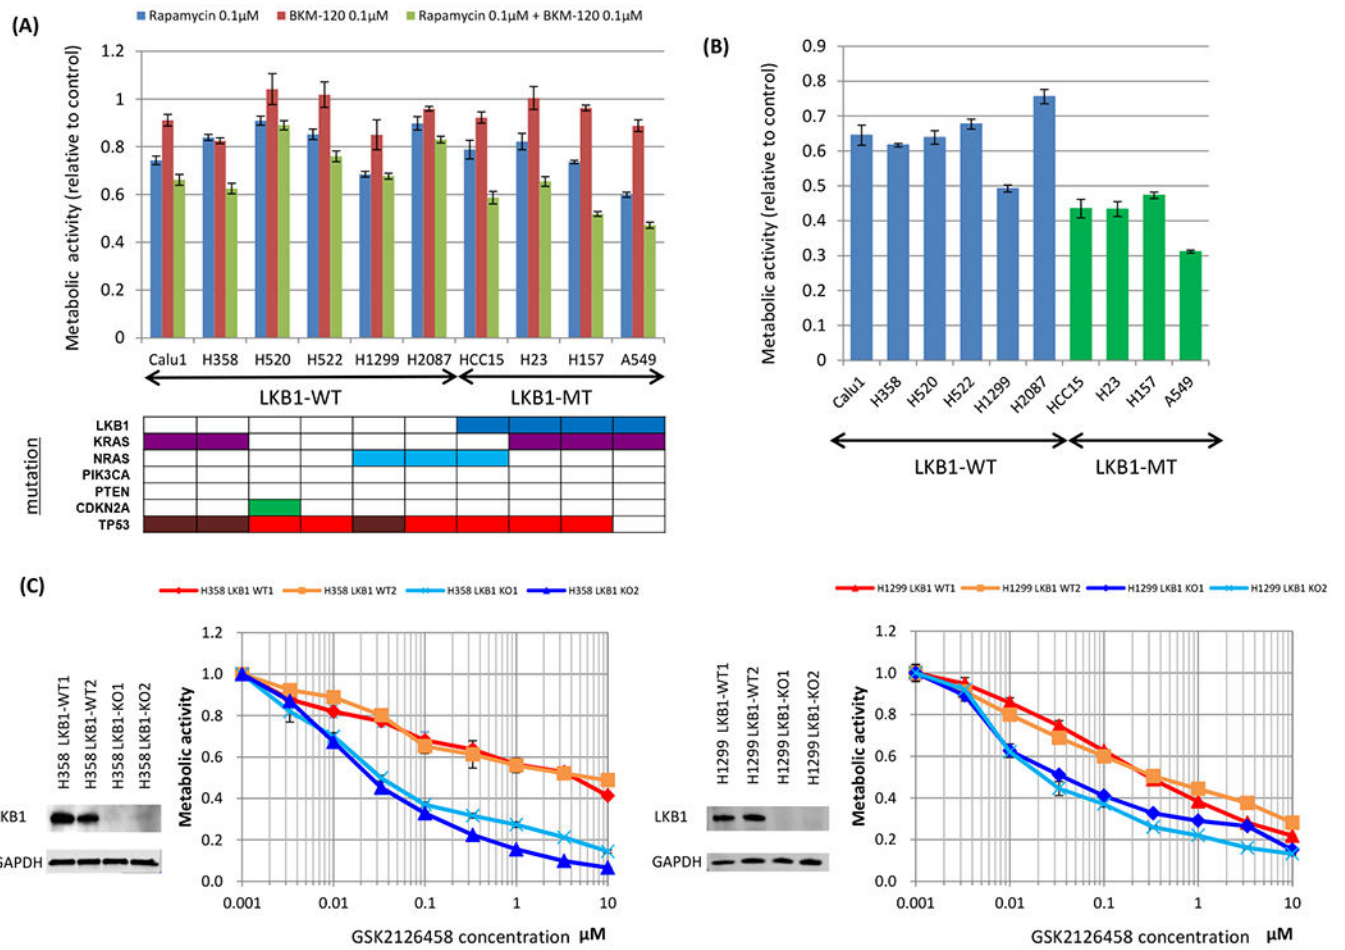 (A)
Rapamycin 0.1µM BKM-120 0.1µM Rapamycin 0.1µM + BKM-120 0.1µM
Metabolic activity (relative to control)
1.2
1
0.8
0.6
0.4
0.2
0
Calu1 H358 H520 H522 H1299 H2087 HCC15 H23 H157 A549
LKB1-WT LKB1-MT
mutation
LKB1
KRAS
NRAS
PIK3CA
PTEN
CDKN2A
TP53
(B)
Metabolic activity (relative to control)
0.9
0.8
0.7
0.6
0.5
0.4
0.3
0.2
0.1
0
Calu1 H358 H520 H522 H1299 H2087 HCC15 H23 H157 A549
LKB1-WT LKB1-MT
(C)
H358 LKB1 WT1 H358 LKB1 WT2 H358 LKB1 KO1 H358 LKB1 KO2
H358 LKB1-WT1
H358 LKB1-WT2
H358 LKB1-KO1
H358 LKB1-KO2
KB1
GAPDH
Metabolic activity
1.2
1.0
0.8
0.6
0.4
0.2
0.0
0.001 0.01 0.1 1 10
GSK2126458 concentration µM
H1299 LKB1 WT1 H1299 LKB1 WT2 H1299 LKB1 KO1 H1299 LKB1 KO2
H1299 LKB1-WT1
H1299 LKB1-WT2
H1299 LKB1-KO1
H1299 LKB1-KO2
LKB1
GAPDH
Metabolic activity
1.2
1.0
0.8
0.6
0.4
0.2
0.0
0.001 0.01 0.1 1 10
GSK2126458 concentration µM